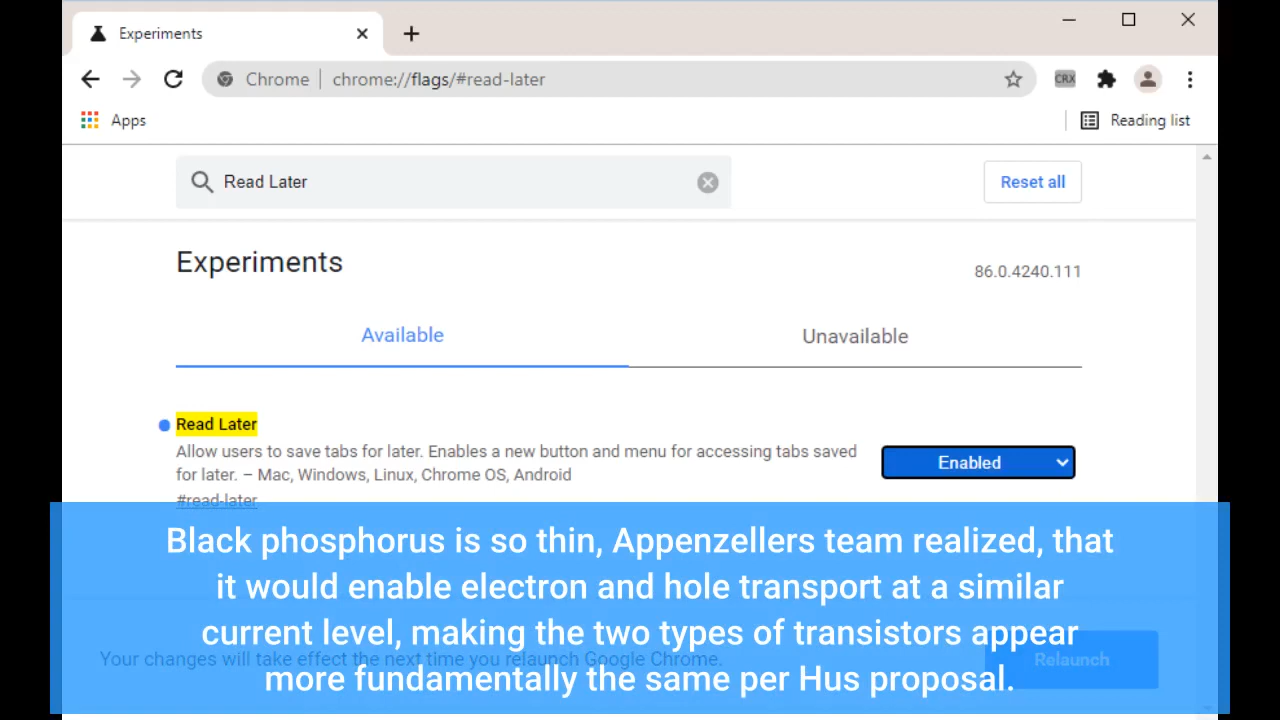 Experiments
Chrome | chrome://flags/#read-later
CRX
Apps
Reading list
Read Later
Reset all
Experiments
86.0.4240.111
Available
Unavailable
Read Later
Allow users to save tabs for later. Enables a new button and menu for accessing tabs saved
for later. – Mac, Windows, Linux, Chrome OS, Android
Enabled
#read-later
Black phosphorus is so thin, Appenzellers team realized, that
it would enable electron and hole transport at a similar
current level, making the two types of transistors appear
more fundamentally the same per Hus proposal.
Your changes will take effect the next time you relaunch Google Chrome.
Relaunch